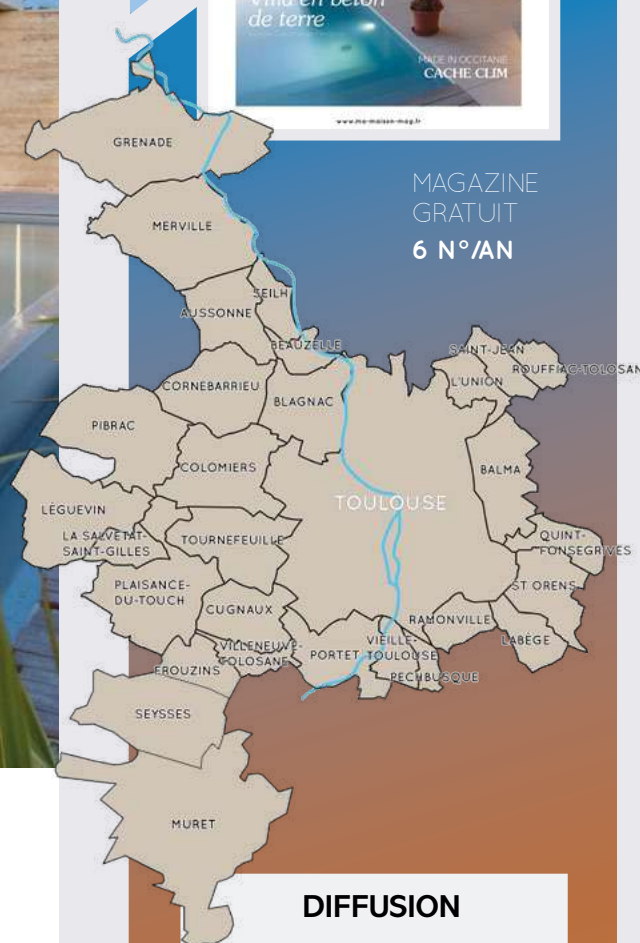 Villa en béton
de terre
MADE IN OCCITANIE
CACHE CLIM
www.ma-maison-mag.fr
MAGAZINE
GRATUIT
6 N°/AN
GRENADE
MERVILLE
SEILH
AUSSONNE
BEAUZELLE
SAINT-JEAN
ROUFFIAC-TOLOSAN
L'UNION
CORNEBARRIEU
BLAGNAC
PIBRAC
COLOMIERS
BALMA
TOULOUSE
LÉGUEVIN
LA SALVETAT-
SAINT-GILLES
TOURNEFEUILLE
QUINT-
FONSEGRIVES
PLAISANCE-
DU-TOUCH
ST ORENS
CUGNAUX
RAMONVILLE
VILLENEUVE-
TOLOSANE
PORTET
VIEILLE-
TOULOUSE
LABÈGE
FROUZINS
PECHBUSQUE
SEYSSES
MURET
DIFFUSION